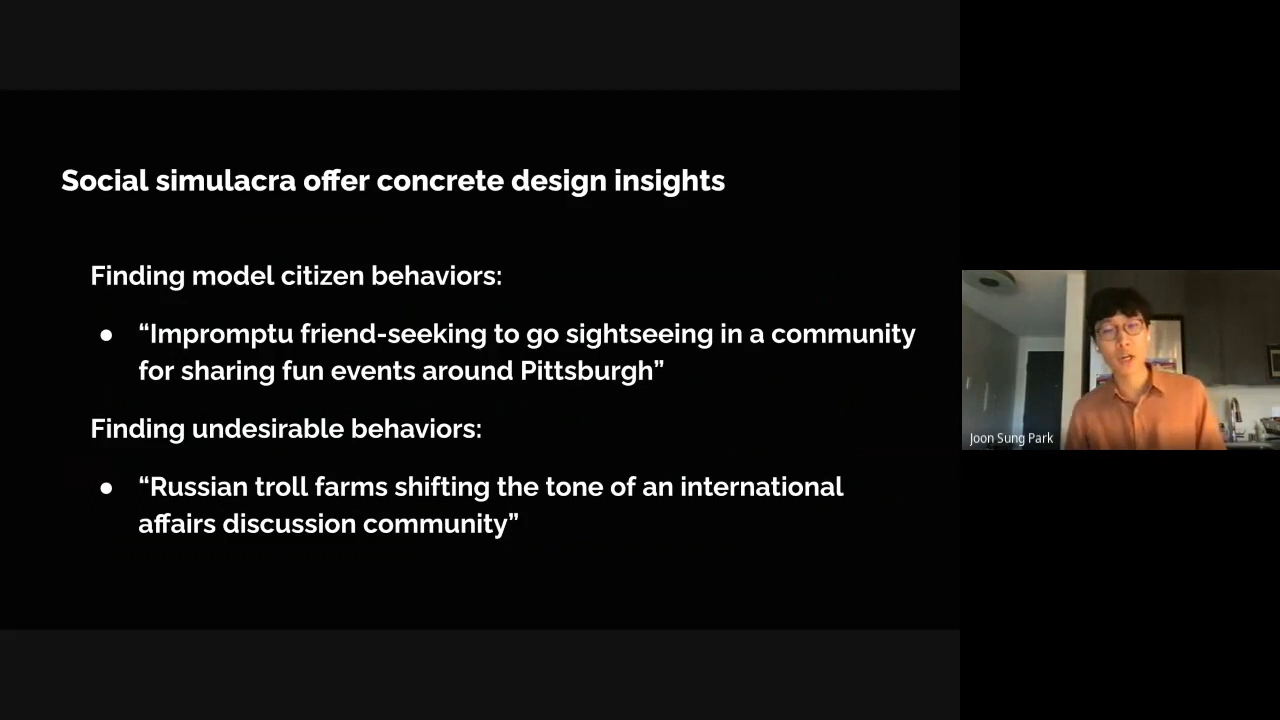 Social simulacra offer concrete design insights
Finding model citizen behaviors:
● “Impromptu friend-seeking to go sightseeing in a community
for sharing fun events around Pittsburgh”
Finding undesirable behaviors:
● “Russian troll farms shifting the tone of an international
affairs discussion community”
Joon Sung Park